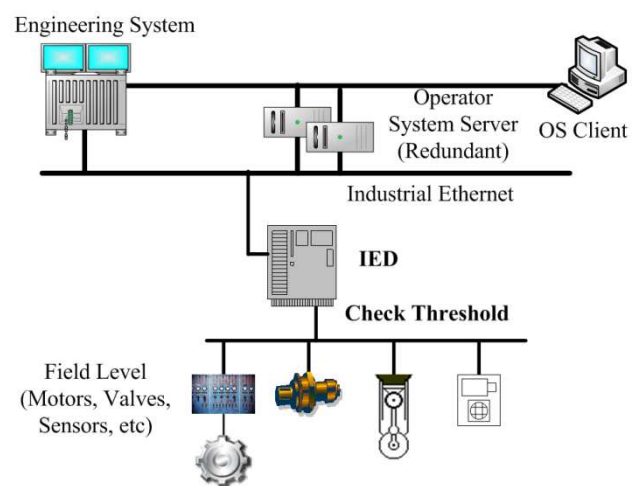 Engineering System
Operator
System Server
(Redundant)
OS Client
Industrial Ethernet
IED
Check Threshold
Field Level
(Motors, Valves,
Sensors, etc)